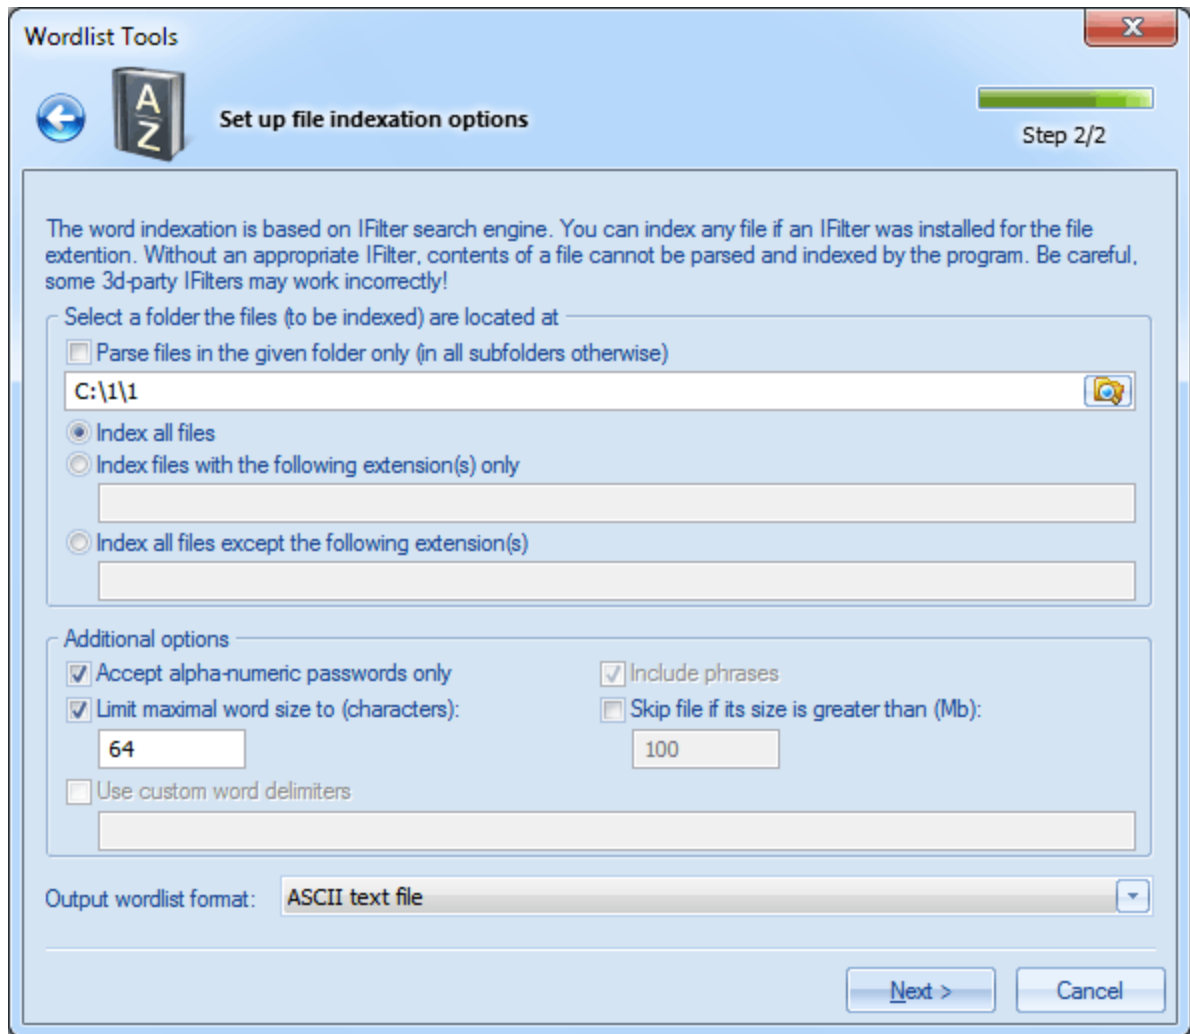 Wordlist Tools
A
Z
Set up file indexation options
Step 2/2
The word indexation is based on IFilter search engine. You can index any file if an IFilter was installed for the file
extention. Without an appropriate IFilter, contents of a file cannot be parsed and indexed by the program. Be careful,
some 3d-party IFilters may work incorrectly!
Select a folder the files (to be indexed) are located at
Parse files in the given folder only (in all subfolders otherwise)
C:\1\1
Index all files
Index files with the following extension(s) only
Index all files except the following extension(s)
Additional options
Accept alpha-numeric passwords only
Include phrases
Limit maximal word size to (characters):
Skip file if its size is greater than (Mb):
64
100
Use custom word delimiters
Output wordlist format:
ASCII text file
Next >
Cancel